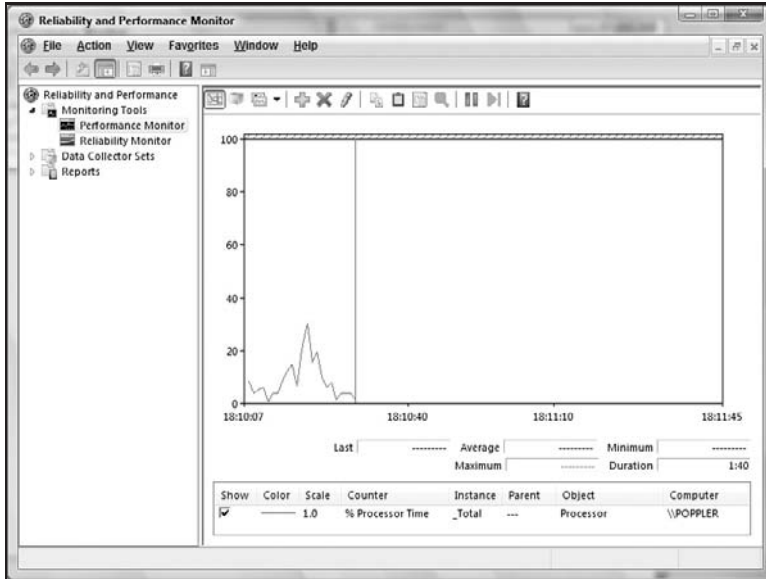 Reliability and Performance Monitor
File Action View Favorites Window Help
Reliability and Performance
Monitoring Tools
Performance Monitor
Reliability Monitor
Data Collector Sets
Reports
100
80
60
40
20
0
18:10:07 18:10:40 18:11:10 18:11:45
Last --------- Average --------- Minimum ---------
Maximum --------- Duration 1:40
Show Color Scale Counter Instance Parent Object Computer
1.0 % Processor Time _Total --- Processor \\POPPLER